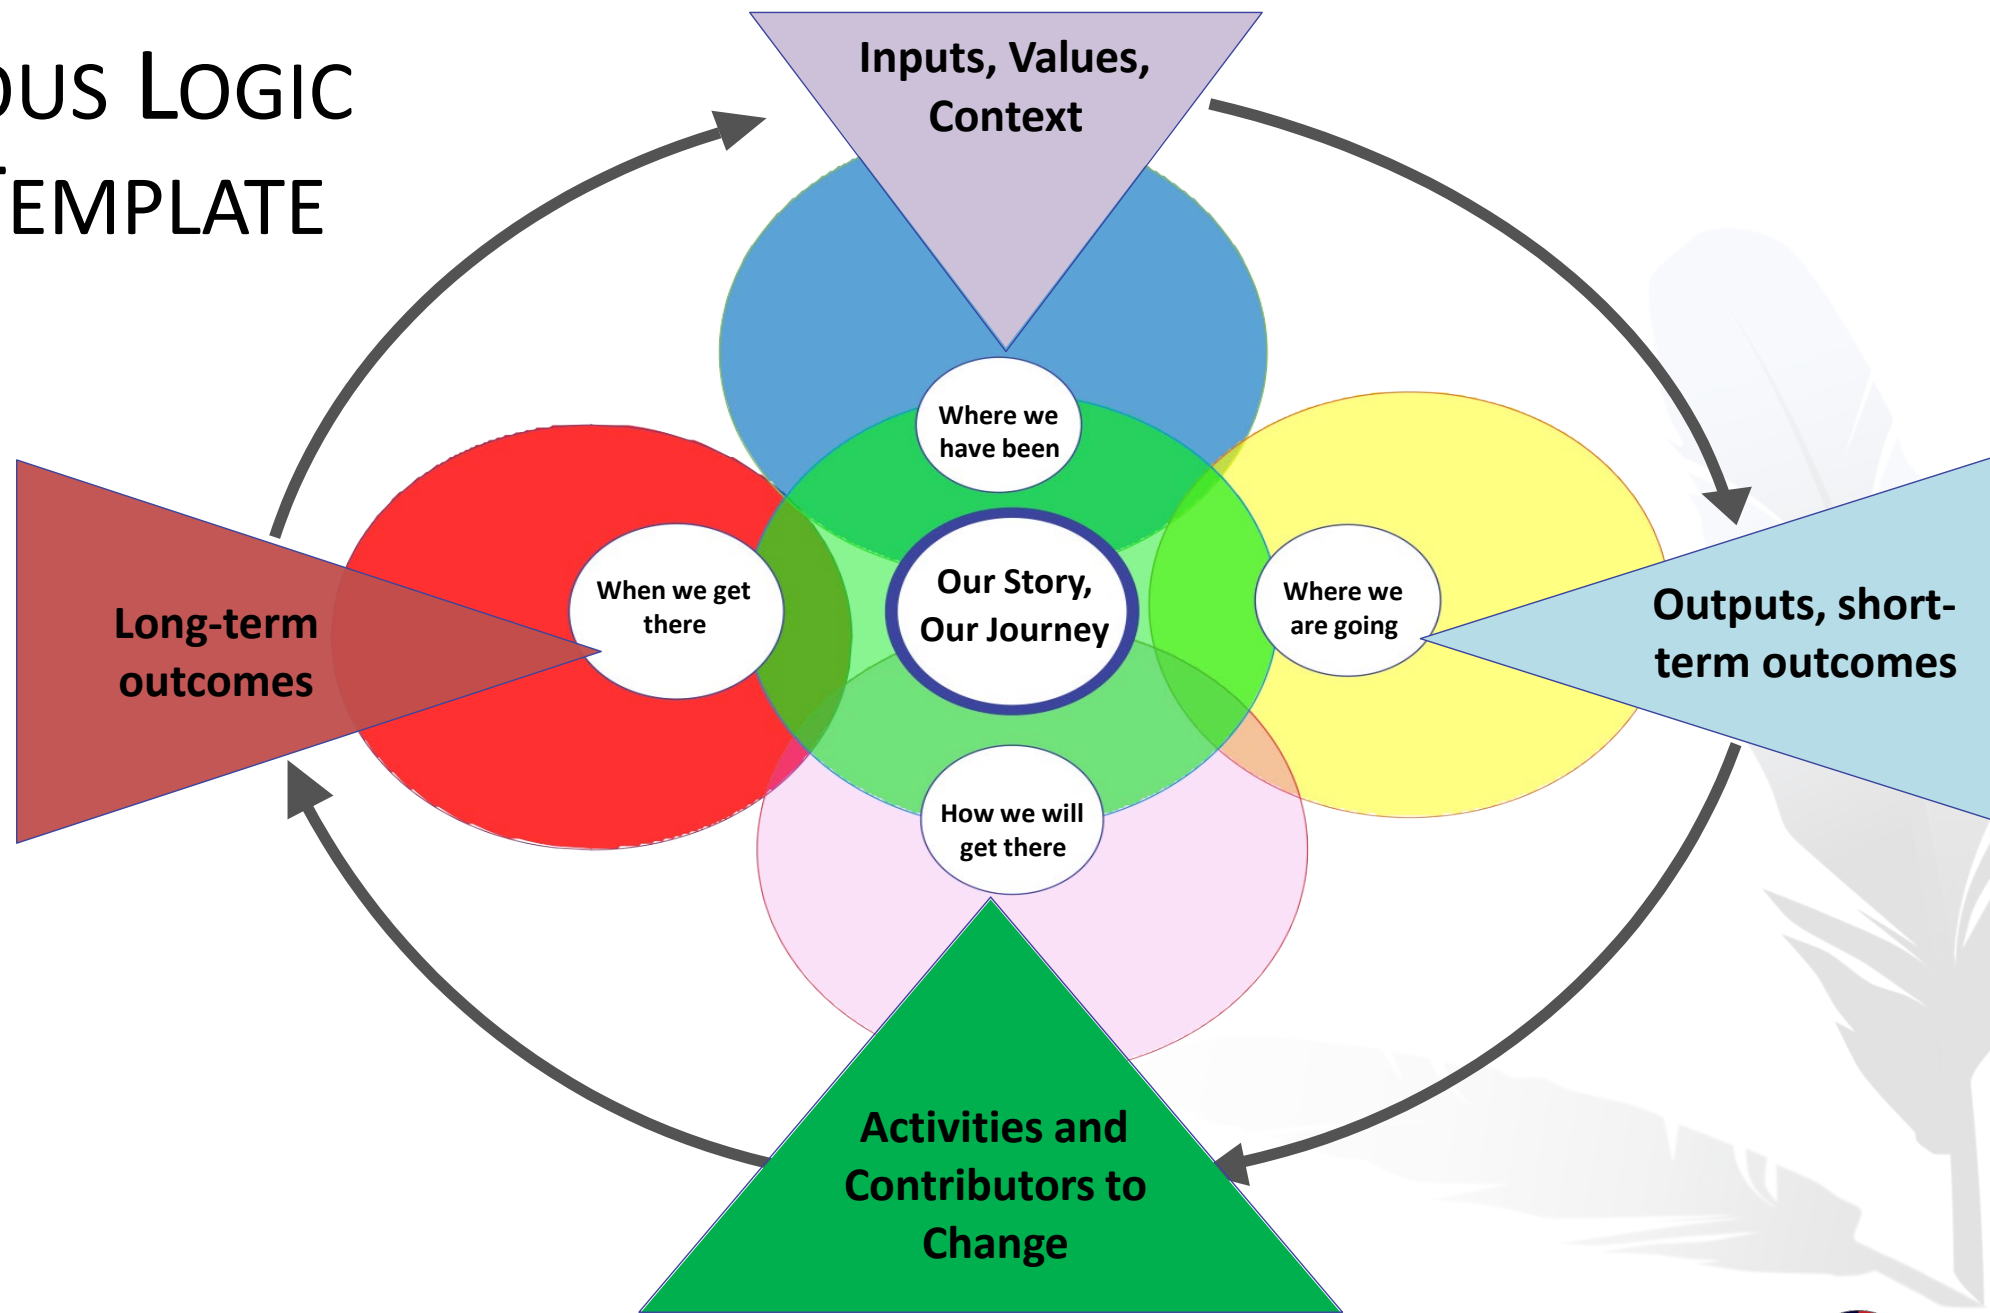 OUS LOGIC
TEMPLATE
Inputs, Values,
Context
Where we
have been
Our Story,
Our Journey
When we get
there
Where we
are going
Long-term
outcomes
Outputs, short-
term outcomes
How we will
get there
Activities and
Contributors to
Change